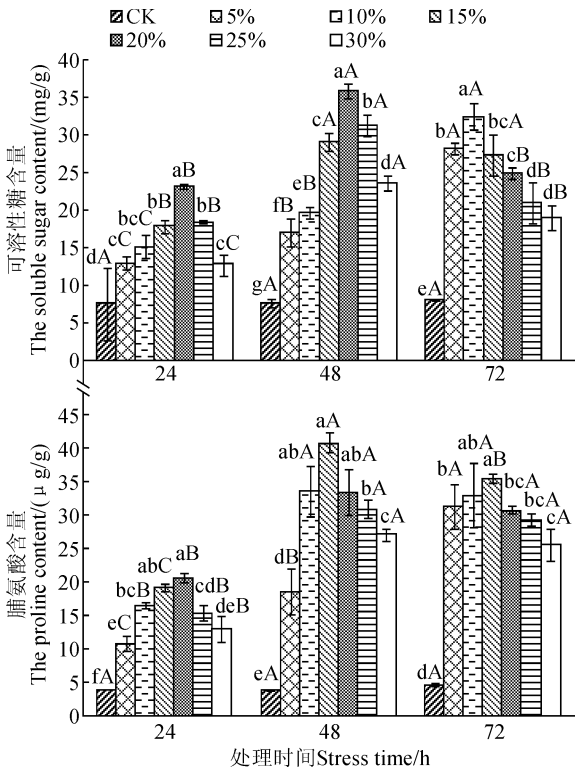 CK 5% 10% 15%
20% 25% 30%
可溶性糖含量
The soluble sugar content/(mg/g)
40
35
30
25
20
15
10
5
0
dA cC bcC bB aB bB cC
gA fB eB cA aA bA dA
eA bA aA bcA cB dB dB
24 48 72
脯氨酸含量
The proline content/(μg/g)
45
40
35
30
25
20
15
10
5
0
fA eC bcB abC aB cdB deB
eA dB abA aA abA bA cA
dA bA abA aB bcA bcA cA
24 48 72
处理时间Stress time/h